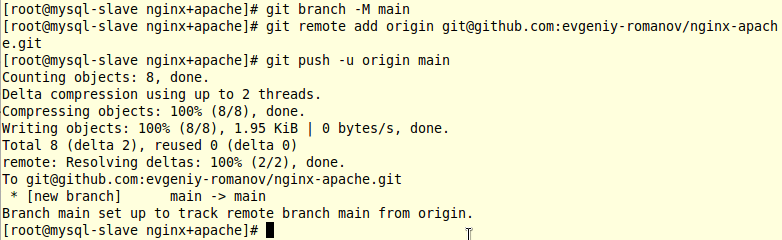 [root@mysql-slave nginx+apache]# git branch -M main
[root@mysql-slave nginx+apache]# git remote add origin git@github.com:evgeniy-romanov/nginx-apach
e.git
[root@mysql-slave nginx+apache]# git push -u origin main
Counting objects: 8, done.
Delta compression using up to 2 threads.
Compressing objects: 100% (8/8), done.
Writing objects: 100% (8/8), 1.95 KiB | 0 bytes/s, done.
Total 8 (delta 2), reused 0 (delta 0)
remote: Resolving deltas: 100% (2/2), done.
To git@github.com:evgeniy-romanov/nginx-apache.git
 * [new branch]      main -> main
Branch main set up to track remote branch main from origin.
[root@mysql-slave nginx+apache]#